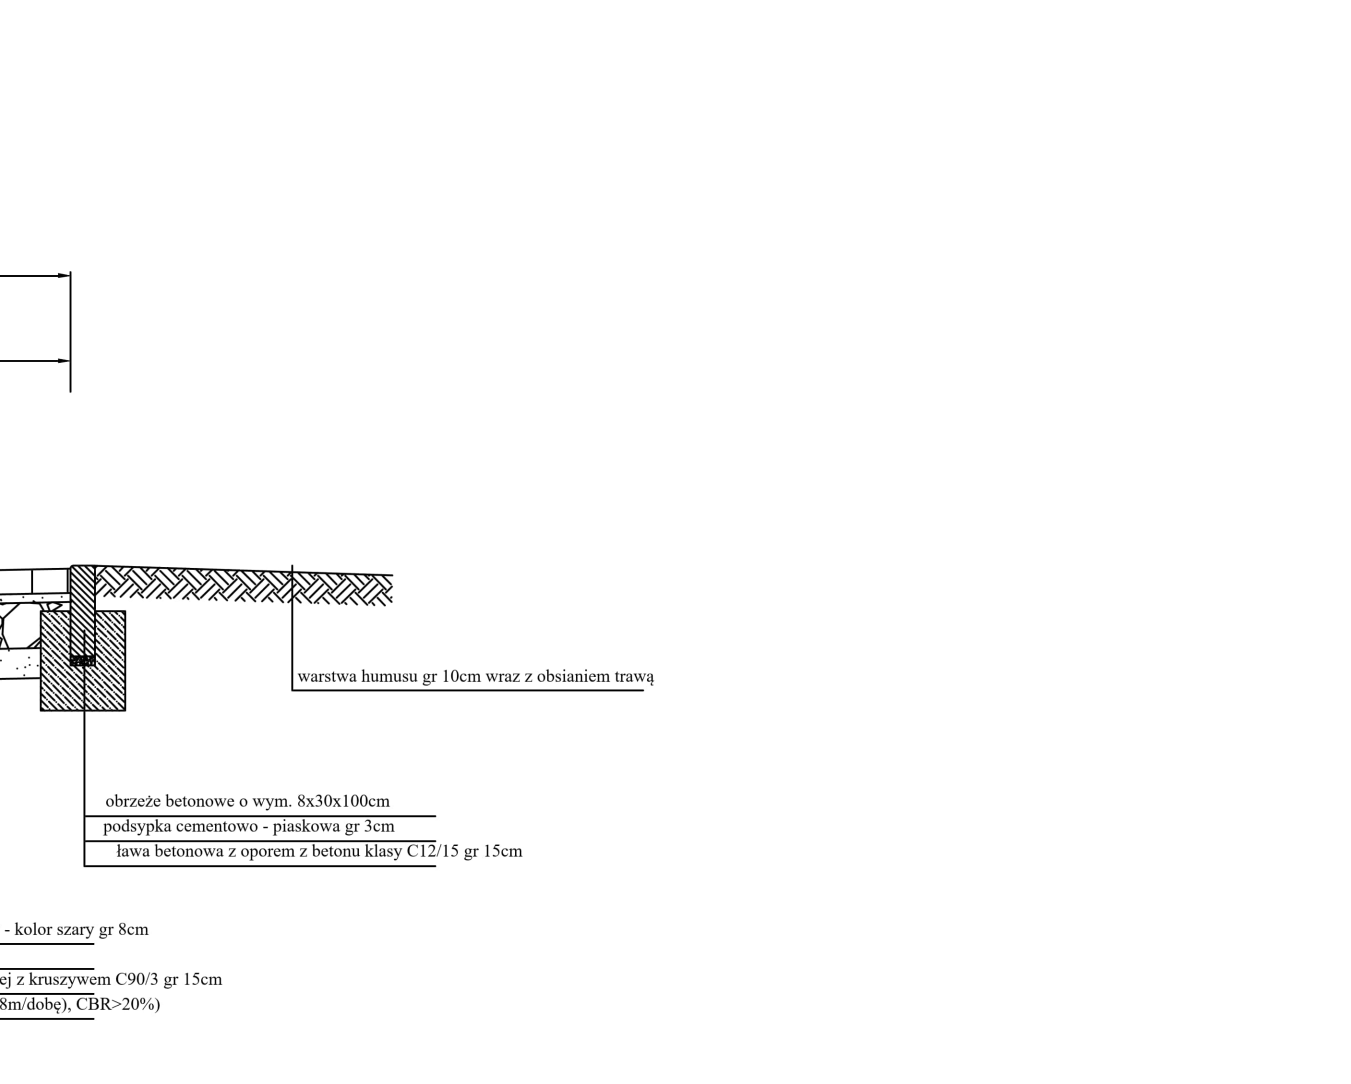 warstwa humusu gr 10cm wraz z obsianiem trawą
obrzeże betonowe o wym. 8x30x100cm
podsypka cementowo - piaskowa gr 3cm
ława betonowa z oporem z betonu klasy C12/15 gr 15cm
- kolor szary gr 8cm
ej z kruszywem C90/3 gr 15cm
8m/dobę), CBR>20%)